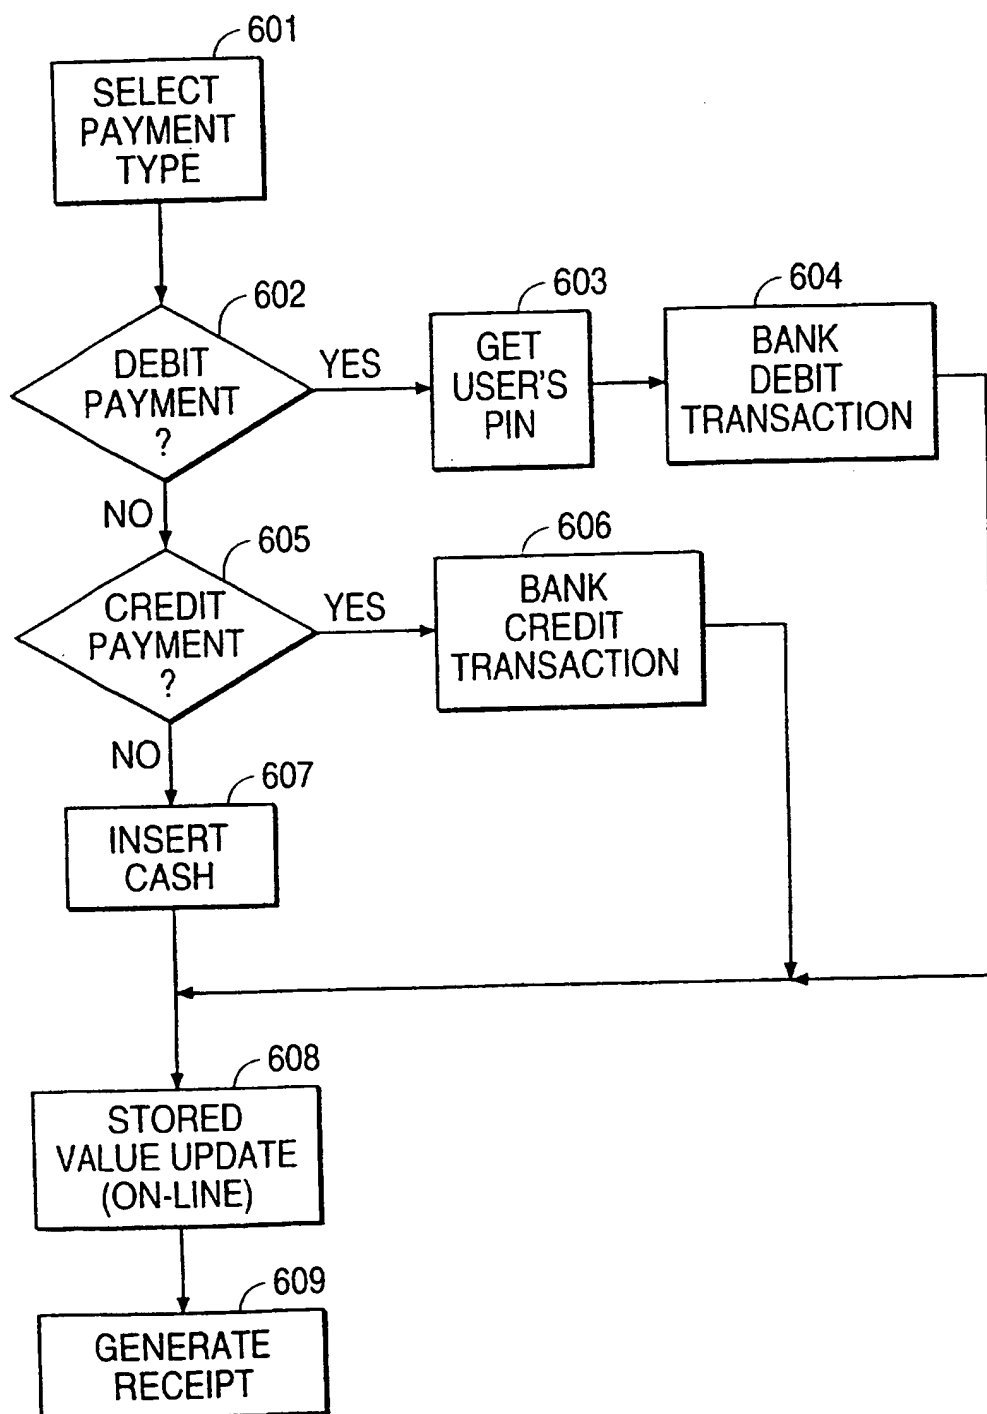 601
SELECT
PAYMENT
TYPE
602
DEBIT
PAYMENT
?
YES
NO
603
GET
USER'S
PIN
604
BANK
DEBIT
TRANSACTION
605
CREDIT
PAYMENT
?
YES
NO
606
BANK
CREDIT
TRANSACTION
607
INSERT
CASH
608
STORED
VALUE UPDATE
(ON-LINE)
609
GENERATE
RECEIPT